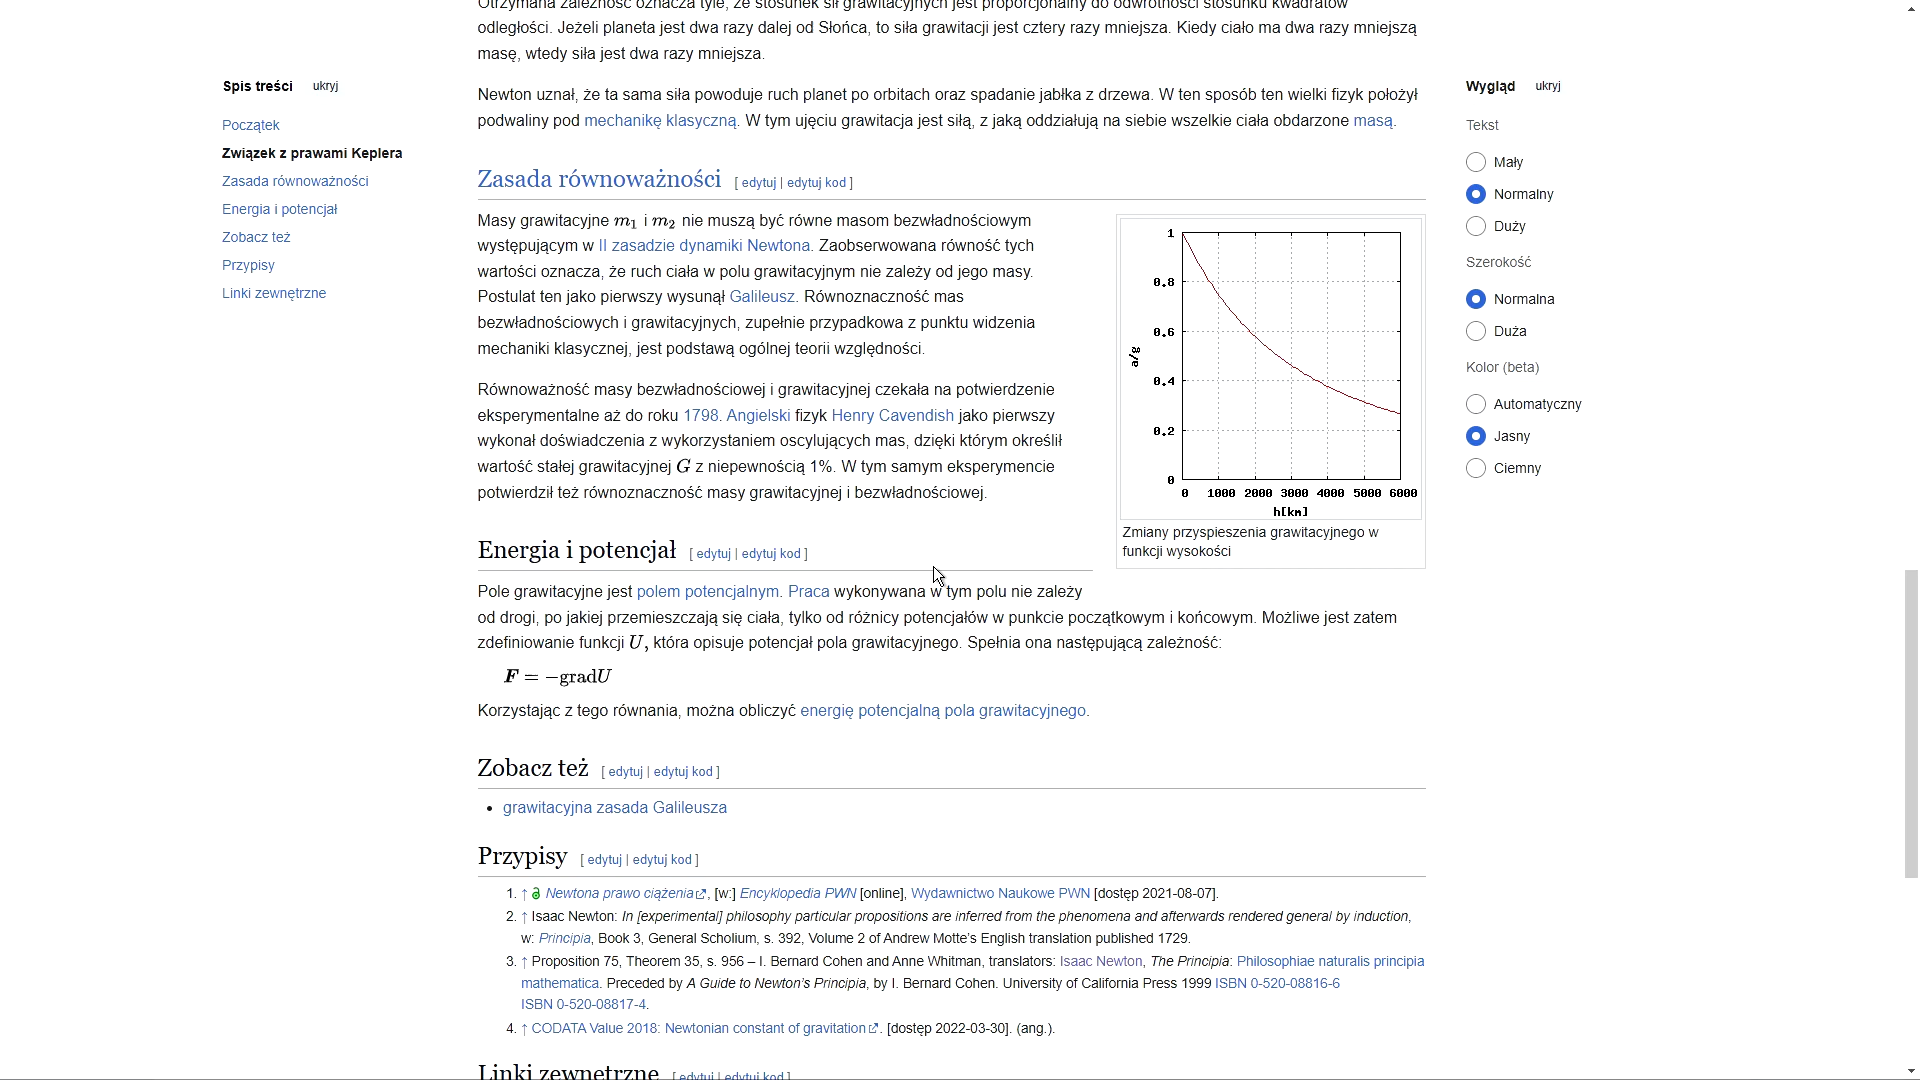 Otrzymana zależność oznacza tyle, że stosunek sił grawitacyjnych jest proporcjonalny do odwrotności stosunku kwadratów
odległości. Jeżeli planeta jest dwa razy dalej od Słońca, to siła grawitacji jest cztery razy mniejsza. Kiedy ciało ma dwa razy mniejszą
masę, wtedy siła jest dwa razy mniejsza.
Spis treści ukryj
Początek
Związek z prawami Keplera
Zasada równoważności
Energia i potencjał
Zobacz też
Przypisy
Linki zewnętrzne
Newton uznał, że ta sama siła powoduje ruch planet po orbitach oraz spadanie jabłka z drzewa. W ten sposób ten wielki fizyk położył
podwaliny pod mechanikę klasyczną. W tym ujęciu grawitacja jest siłą, z jaką oddziałują na siebie wszelkie ciała obdarzone masą.
Zasada równoważności [ edytuj | edytuj kod ]
Masy grawitacyjne m₁ i m₂ nie muszą być równe masom bezwładnościowym
występującym w II zasadzie dynamiki Newtona. Zaobserwowana równość tych
wartości oznacza, że ruch ciała w polu grawitacyjnym nie zależy od jego masy.
Postulat ten jako pierwszy wysunął Galileusz. Równoznaczność mas
bezwładnościowych i grawitacyjnych, zupełnie przypadkowa z punktu widzenia
mechaniki klasycznej, jest podstawą ogólnej teorii względności.
Równoważność masy bezwładnościowej i grawitacyjnej czekała na potwierdzenie
eksperymentalne aż do roku 1798. Angielski fizyk Henry Cavendish jako pierwszy
wykonał doświadczenia z wykorzystaniem oscylujących mas, dzięki którym określił
wartość stałej grawitacyjnej G z niepewnością 1%. W tym samym eksperymencie
potwierdził też równoznaczność masy grawitacyjnej i bezwładnościowej.
1
0.8
0.6
0.4
0.2
0
a/g
0 1000 2000 3000 4000 5000 6000
h[km]
Zmiany przyspieszenia grawitacyjnego w
funkcji wysokości
Energia i potencjał [ edytuj | edytuj kod ]
Pole grawitacyjne jest polem potencjalnym. Praca wykonywana w tym polu nie zależy
od drogi, po jakiej przemieszczają się ciała, tylko od różnicy potencjałów w punkcie początkowym i końcowym. Możliwe jest zatem
zdefiniowanie funkcji U, która opisuje potencjał pola grawitacyjnego. Spełnia ona następującą zależność:
F = −gradU
Korzystając z tego równania, można obliczyć energię potencjalną pola grawitacyjnego.
Zobacz też [ edytuj | edytuj kod ]
• grawitacyjna zasada Galileusza
Przypisy [ edytuj | edytuj kod ]
1. ↑ Newtona prawo ciążenia, [w:] Encyklopedia PWN [online], Wydawnictwo Naukowe PWN [dostęp 2021-08-07].
2. ↑ Isaac Newton: In [experimental] philosophy particular propositions are inferred from the phenomena and afterwards rendered general by induction,
w: Principia, Book 3, General Scholium, s. 392, Volume 2 of Andrew Motte's English translation published 1729.
3. ↑ Proposition 75, Theorem 35, s. 956 – I. Bernard Cohen and Anne Whitman, translators: Isaac Newton, The Principia: Philosophiae naturalis principia
mathematica. Preceded by A Guide to Newton's Principia, by I. Bernard Cohen. University of California Press 1999 ISBN 0-520-08816-6
ISBN 0-520-08817-4.
4. ↑ CODATA Value 2018: Newtonian constant of gravitation. [dostęp 2022-03-30]. (ang.).
Linki zewnętrzne [ edytuj | edytuj kod ]
Wygląd ukryj
Tekst
Mały
Normalny
Duży
Szerokość
Normalna
Duża
Kolor (beta)
Automatyczny
Jasny
Ciemny